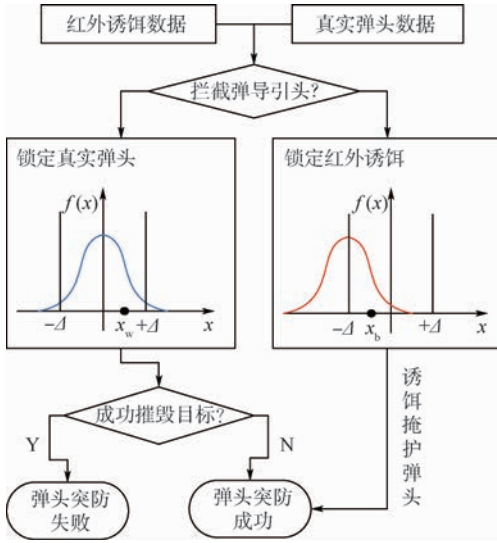 红外诱饵数据
真实弹头数据
拦截弹导引头?
锁定真实弹头
锁定红外诱饵
f(x)
f(x)
-Δ
x_w
+Δ
x
-Δ
x_b
+Δ
x
成功摧毁目标?
诱饵掩护弹头
Y
N
弹头突防
失败
弹头突防
成功